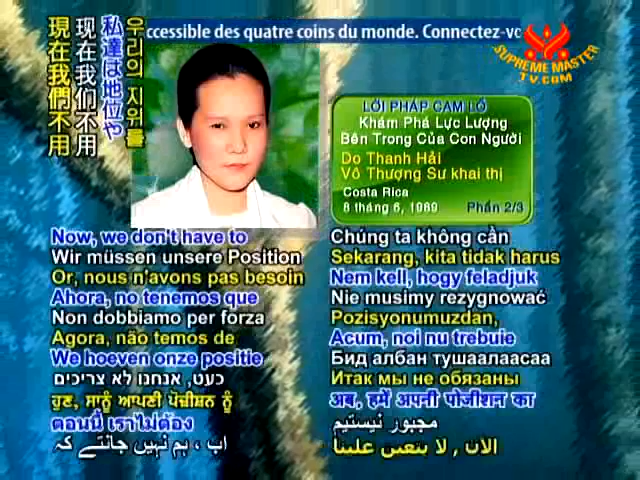 우리의 지위를
私達は地位や
现在我们不用
現在我們不用
ccessible des quatre coins du monde. Connectez-vo
SUPREME MASTER
TV.COM
LỜI PHÁP CAM LỒ
Khám Phá Lực Lượng
Bên Trong Của Con Người
Do Thanh Hải
Vô Thượng Sư khai thị
Costa Rica
8 tháng 6, 1989
Phần 2/3
Now, we don't have to
Wir müssen unsere Position
Or, nous n'avons pas besoin
Ahora, no tenemos que
Non dobbiamo per forza
Agora, não temos de
We hoeven onze positie
כעת, אנחנו לא צריכים
ਹੁਣ, ਸਾਨੂੰ ਆਪਣੀ ਪੋਜ਼ੀਸ਼ਨ ਨੂੰ
ตอนนี้ เราไม่ต้อง
اب ، ہم نہیں جانتے کہ
Chúng ta không cần
Sekarang, kita tidak harus
Nem kell, hogy feladjuk
Nie musimy rezygnować
Pozisyonumuzdan,
Acum, noi nu trebuie
Бид албан тушаалаасаа
Итак мы не обязаны
अब, हमें अपनी पोजीशन का
مجبور نیستیم
الآن , لا يتعين علينا